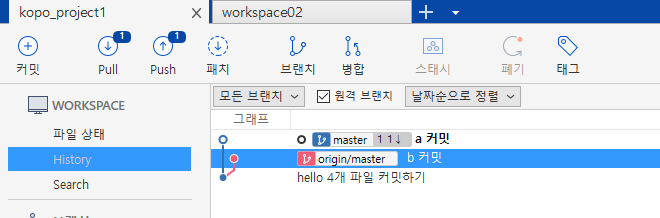 kopo_project1 × workspace02 + ▾
1 1
커밋 Pull Push 패치 브랜치 병합 스태시 폐기 태그
모든 브랜치 원격 브랜치 날짜순으로 정렬
WORKSPACE
파일 상태
History
Search
그래프
master 1 1↓ a 커밋
origin/master b 커밋
hello 4개 파일 커밋하기